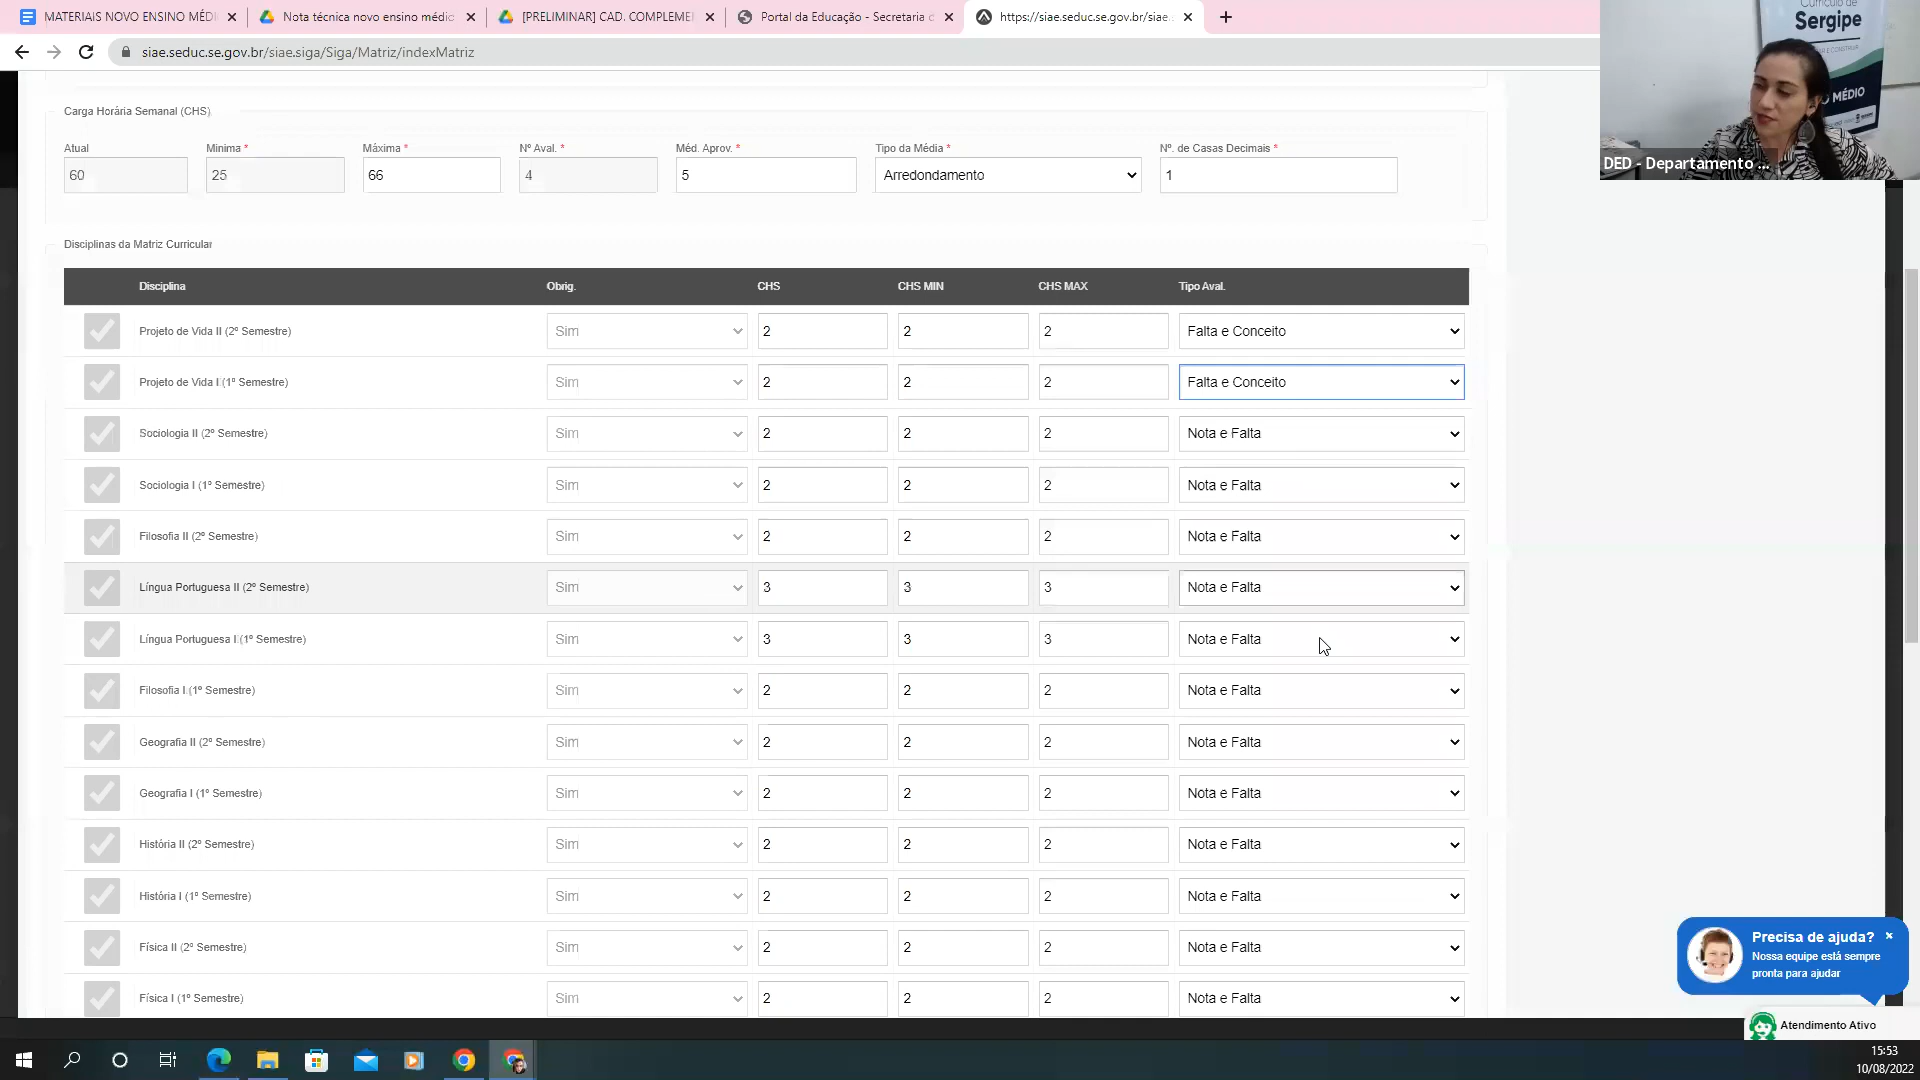 MATERIAIS NOVO ENSINO MÉDI
Nota técnica novo ensino médio
[PRELIMINAR] CAD. COMPLEME
Portal da Educação - Secretaria d
https://siae.seduc.se.gov.br/siae.
siae.seduc.se.gov.br/siae.siga/Siga/Matriz/indexMatriz
Currículo de
Sergipe
MÉDIO
DED - Departamento ...
Carga Horária Semanal (CHS)
Atual Minima * Máxima * Nº Aval. * Méd. Aprov. * Tipo da Média * Nº. de Casas Decimais *
60 25 66 4 5 Arredondamento 1
Disciplinas da Matriz Curricular
Disciplina Obrig. CHS CHS MIN CHS MAX Tipo Aval.
Projeto de Vida II (2º Semestre) Sim 2 2 2 Falta e Conceito
Projeto de Vida I (1º Semestre) Sim 2 2 2 Falta e Conceito
Sociologia II (2º Semestre) Sim 2 2 2 Nota e Falta
Sociologia I (1º Semestre) Sim 2 2 2 Nota e Falta
Filosofia II (2º Semestre) Sim 2 2 2 Nota e Falta
Língua Portuguesa II (2º Semestre) Sim 3 3 3 Nota e Falta
Língua Portuguesa I (1º Semestre) Sim 3 3 3 Nota e Falta
Filosofia I (1º Semestre) Sim 2 2 2 Nota e Falta
Geografia II (2º Semestre) Sim 2 2 2 Nota e Falta
Geografia I (1º Semestre) Sim 2 2 2 Nota e Falta
História II (2º Semestre) Sim 2 2 2 Nota e Falta
História I (1º Semestre) Sim 2 2 2 Nota e Falta
Física II (2º Semestre) Sim 2 2 2 Nota e Falta
Física I (1º Semestre) Sim 2 2 2 Nota e Falta
Precisa de ajuda?
Nossa equipe está sempre
pronta para ajudar
Atendimento Ativo
15:53
10/08/2022